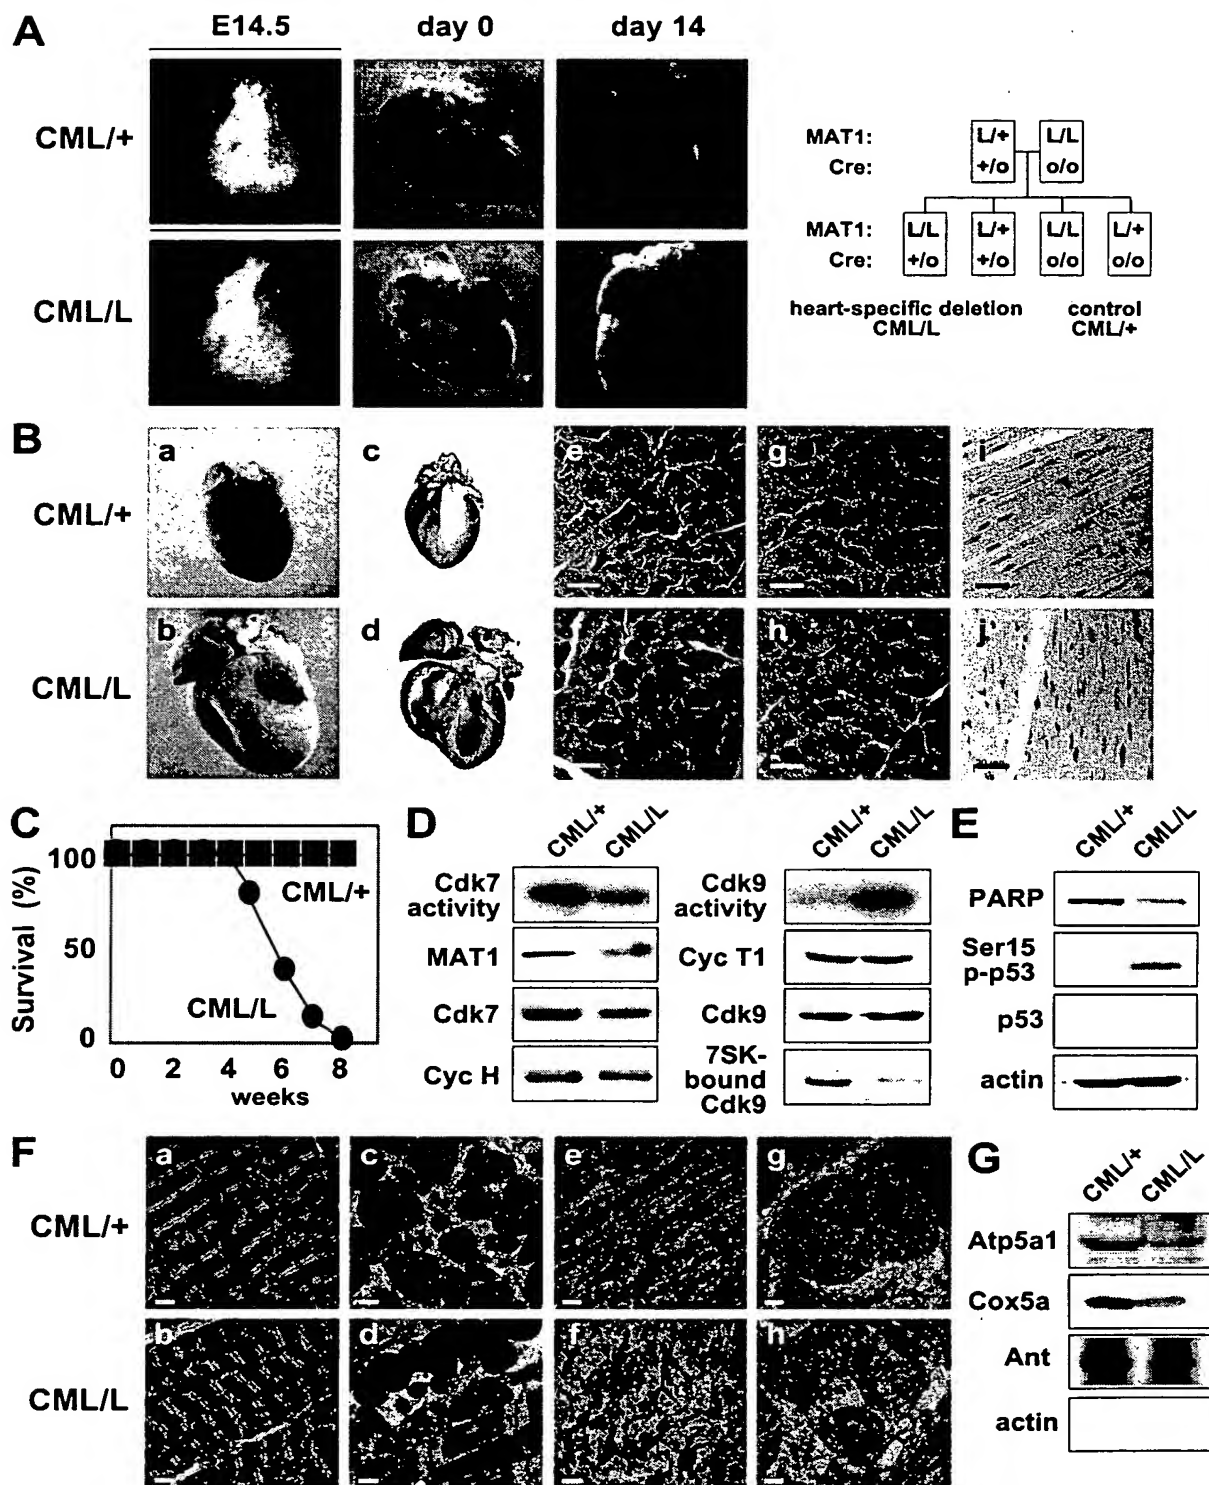 A
E14.5 day 0 day 14
CML/+
CML/L
MAT1: L/+ L/L
Cre: +/o o/o
MAT1: L/L L/+ L/L L/+
Cre: +/o +/o o/o o/o
heart-specific deletion control
CML/L CML/+
B
a c e g i
CML/+
b d h j
CML/L
C
100
50
0
Survival (%)
CML/+
CML/L
0 2 4 6 8
weeks
D
CML/+ CML/L CML/+ CML/L
Cdk7 activity
MAT1
Cdk7
Cyc H
Cdk9 activity
Cyc T1
Cdk9
7SK-
bound
Cdk9
E
CML/+ CML/L
PARP
Ser15
p-p53
p53
actin
F
a c e g
CML/+
b d f h
CML/L
G
CML/+ CML/L
Atp5a1
Cox5a
Ant
actin